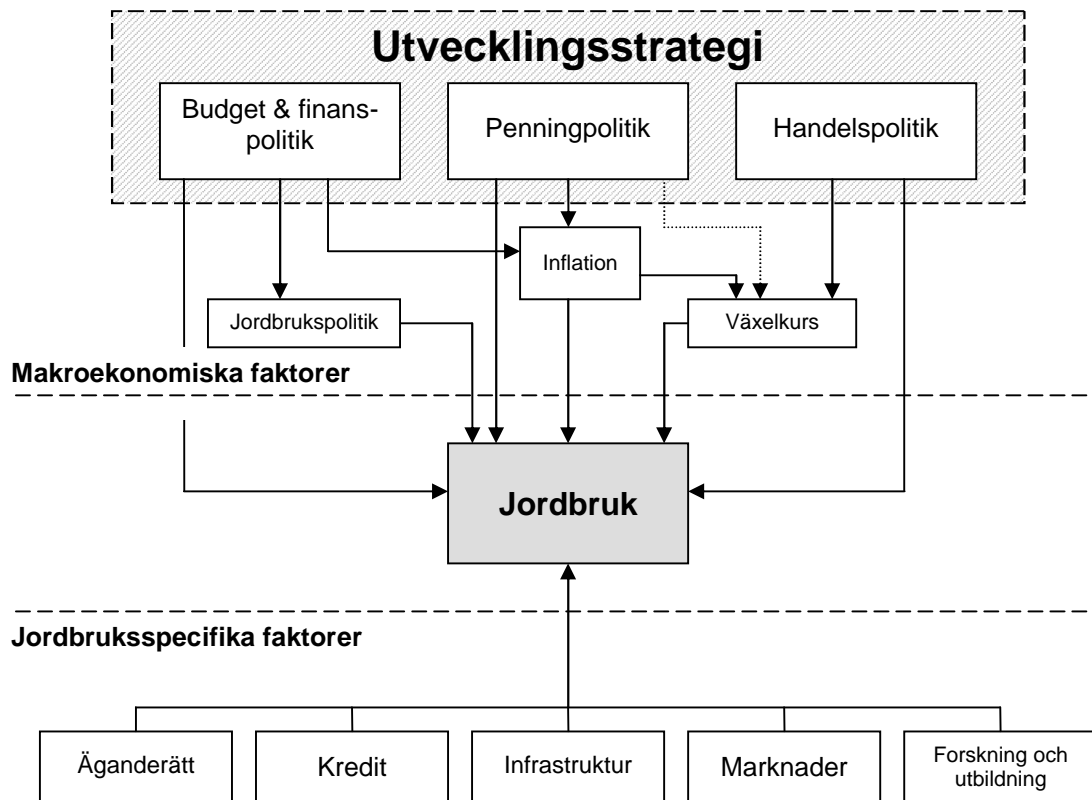 Utvecklingsstrategi
Budget & finans-
politik
Penningpolitik
Handelspolitik
Inflation
Jordbrukspolitik
Växelkurs
Makroekonomiska faktorer
Jordbruk
Jordbruksspecifika faktorer
Äganderätt
Kredit
Infrastruktur
Marknader
Forskning och
utbildning